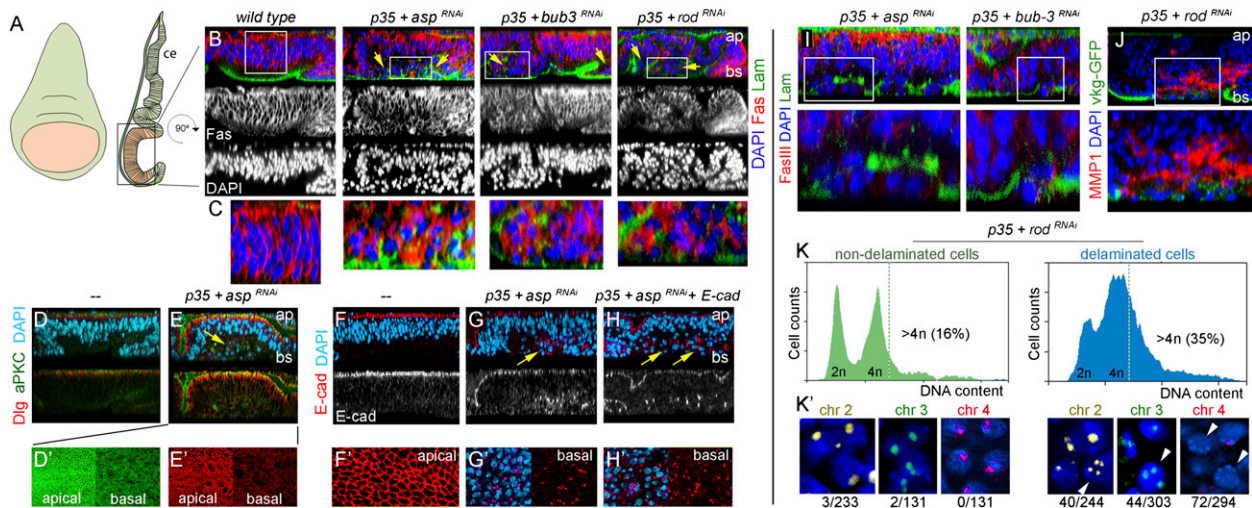 A
ce
90°
wild type
p35 + asp RNAi
p35 + bub3 RNAi
p35 + rod RNAi
B
ap
bs
Fas
DAPI
DAPI Fas Lam
C
--
p35 + asp RNAi
D
E
ap
bs
Dlg aPKC DAPI
D'
apical
basal
E'
apical
basal
--
p35 + asp RNAi
p35 + asp RNAi + E-cad
F
G
H
ap
bs
E-cad DAPI
E-cad
F'
apical
G'
basal
H'
basal
p35 + asp RNAi
p35 + bub-3 RNAi
p35 + rod RNAi
I
J
ap
bs
FasIII DAPI Lam
MMP1 DAPI vkg-GFP
p35 + rod RNAi
K
non-delaminated cells
delaminated cells
Cell counts
>4n (16%)
2n
4n
DNA content
Cell counts
>4n (35%)
2n
4n
DNA content
K'
chr 2
chr 3
chr 4
chr 2
chr 3
chr 4
3/233
2/131
0/131
40/244
44/303
72/294